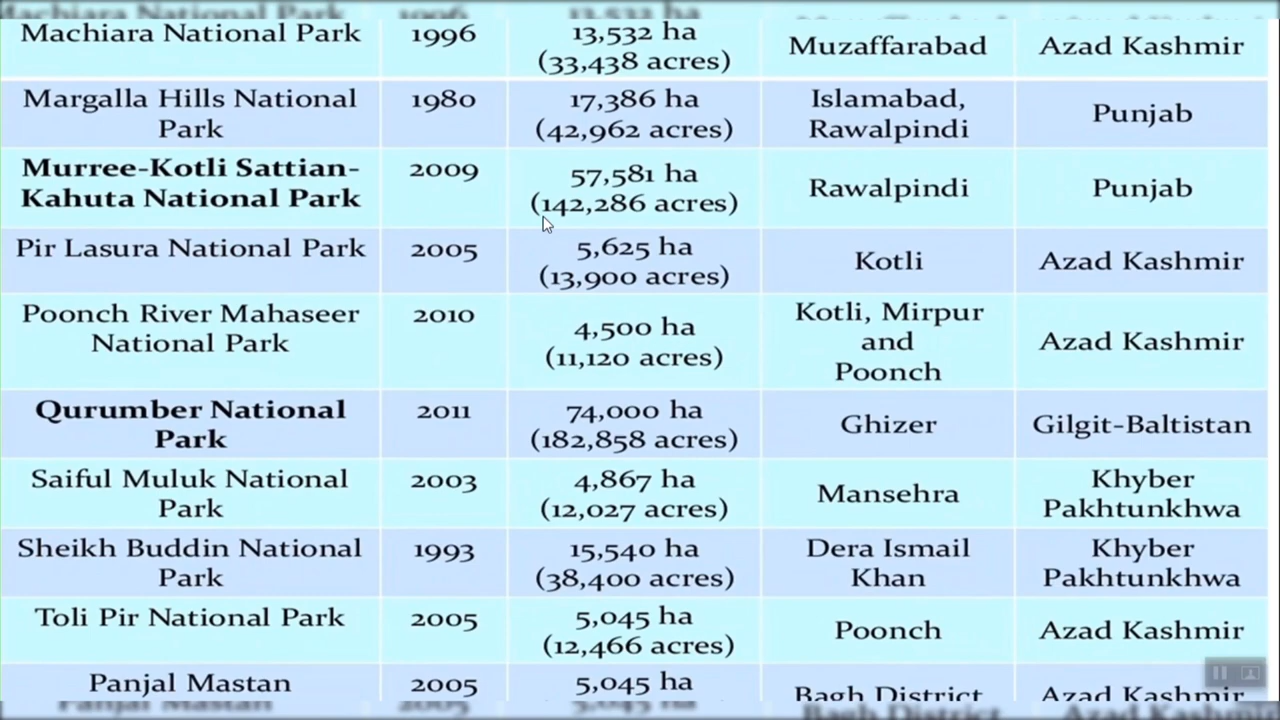 Machiara National Park 1996 13,532 ha (33,438 acres) Muzaffarabad Azad Kashmir
Margalla Hills National Park 1980 17,386 ha (42,962 acres) Islamabad, Rawalpindi Punjab
Murree-Kotli Sattian-Kahuta National Park 2009 57,581 ha (142,286 acres) Rawalpindi Punjab
Pir Lasura National Park 2005 5,625 ha (13,900 acres) Kotli Azad Kashmir
Poonch River Mahaseer National Park 2010 4,500 ha (11,120 acres) Kotli, Mirpur and Poonch Azad Kashmir
Qurumber National Park 2011 74,000 ha (182,858 acres) Ghizer Gilgit-Baltistan
Saiful Muluk National Park 2003 4,867 ha (12,027 acres) Mansehra Khyber Pakhtunkhwa
Sheikh Buddin National Park 1993 15,540 ha (38,400 acres) Dera Ismail Khan Khyber Pakhtunkhwa
Toli Pir National Park 2005 5,045 ha (12,466 acres) Poonch Azad Kashmir
Panjal Mastan 2005 5,045 ha Bagh District Azad Kashmir